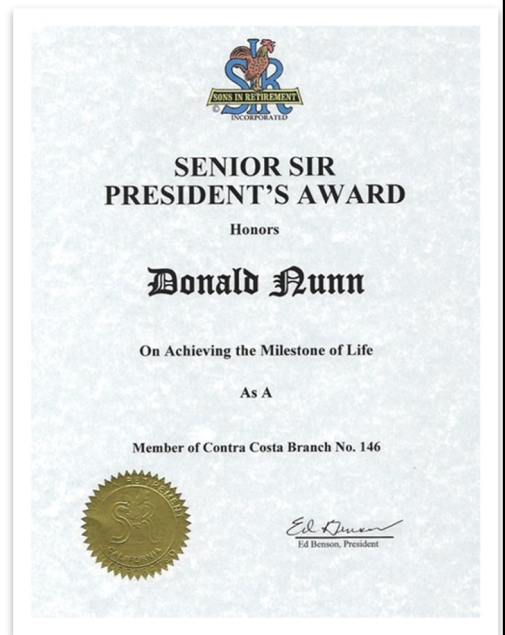 SIR
SONS IN RETIREMENT
©
INCORPORATED
SENIOR SIR
PRESIDENT'S AWARD
Honors
Donald Nunn
On Achieving the Milestone of Life
As A
Member of Contra Costa Branch No. 146
RETIREMENT
SIR
CALIFORNIA
Ed Benson
Ed Benson, President